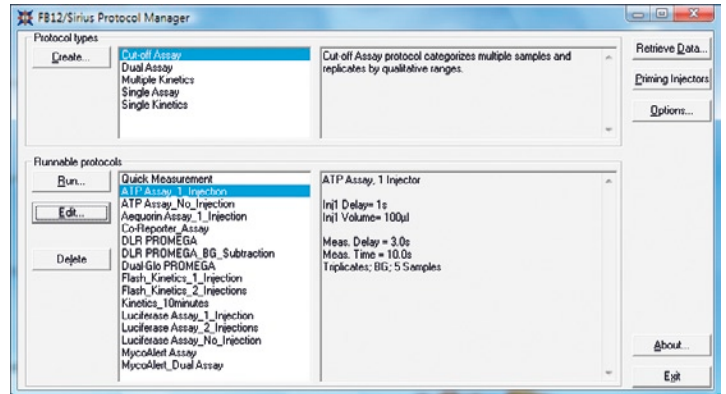 FB12/Sirius Protocol Manager
Protocol types
Create...
Cut-off Assay
Dual Assay
Multiple Kinetics
Single Assay
Single Kinetics
Cut-off Assay protocol categorizes multiple samples and
replicates by qualitative ranges.
Retrieve Data...
Priming Injectors
Options...
Runnable protocols
Run...
Edit...
Delete
Quick Measurement
ATP Assay_1_Injection
ATP Assay_No_Injection
Aequorin Assay_1_Injection
Co-Reporter_Assay
DLR PROMEGA
DLR PROMEGA_BG_Subtraction
Dual-Glo PROMEGA
Flash_Kinetics_1_Injection
Flash_Kinetics_2_Injections
Kinetics_10minutes
Luciferase Assay_1_Injection
Luciferase Assay_2_Injections
Luciferase Assay_No_Injection
MycoAlert Assay
MycoAlert_Dual Assay
ATP Assay, 1 Injector
Inj1 Delay= 1s
Inj1 Volume= 100µl
Meas. Delay = 3.0s
Meas. Time = 10.0s
Triplicates; BG; 5 Samples
About...
Exit